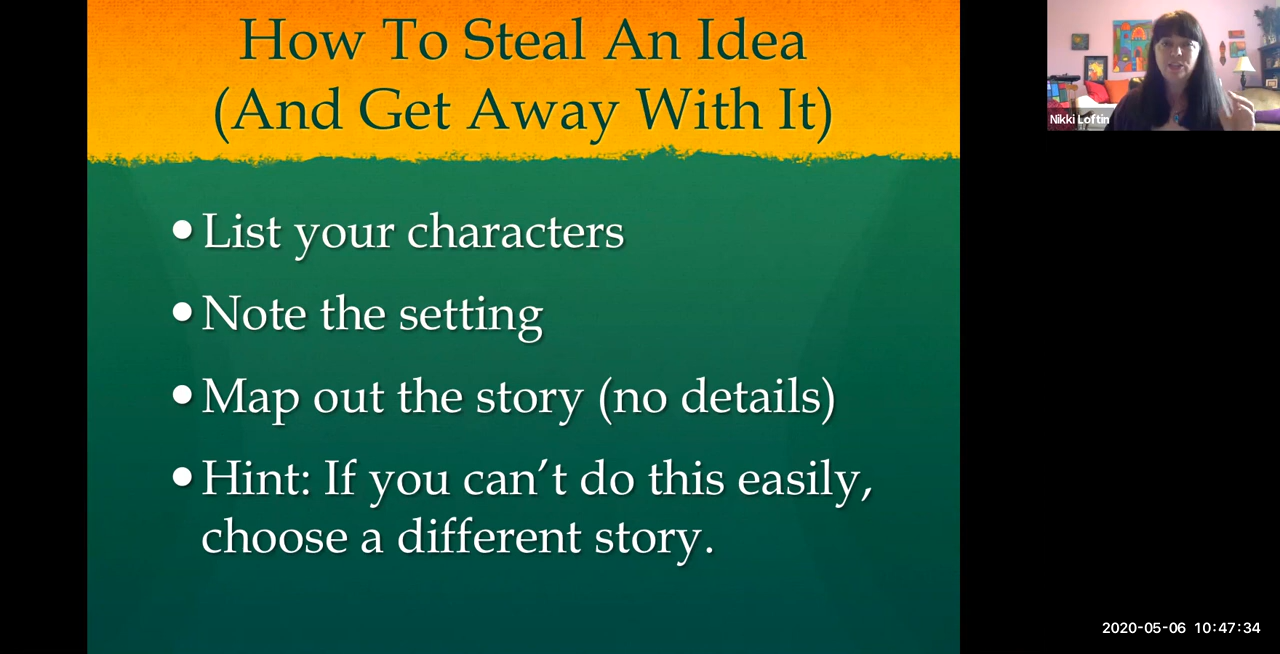 How To Steal An Idea
(And Get Away With It)
• List your characters
• Note the setting
• Map out the story (no details)
• Hint: If you can’t do this easily,
choose a different story.
Nikki Loftin
2020-05-06 10:47:34